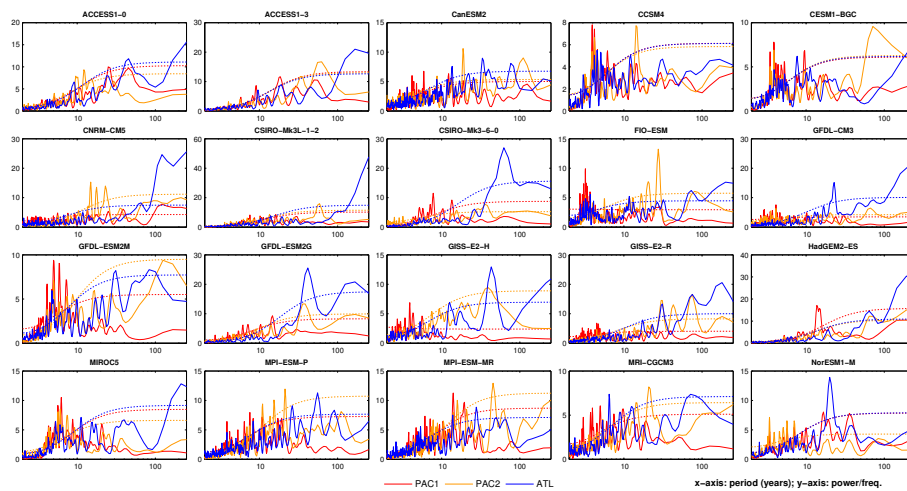 ACCESS1−0 ACCESS1−3 CanESM2 CCSM4 CESM1−BGC
20 30 15 8 10
15 6 8
20 10 6
10 4
10 5 4
5 2 2
0 0 0 0 0
10 100 10 100 10 100 10 100 10 100
CNRM−CM5 CSIRO−Mk3L−1−2 CSIRO−Mk3−6−0 FIO−ESM GFDL−CM3
30 60 30 15 30
20 40 20 10 20
10 20 10 5 10
0 0 0 0 0
10 100 10 100 10 100 10 100 10 100
GFDL−ESM2M GFDL−ESM2G GISS−E2−H GISS−E2−R HadGEM2−ES
10 30 15 30 40
30
20 10 20
5 20
10 5 10 10
0 0 0 0 0
10 100 10 100 10 100 10 100 10 100
MIROC5 MPI−ESM−P MPI−ESM−MR MRI−CGCM3 NorESM1−M
15 15 15 10 15
10 10 10 10
5
5 5 5 5
0 0 0 0 0
10 100 10 100 10 100 10 100 10 100
PAC1 PAC2 ATL x−axis: period (years); y−axis: power/freq.